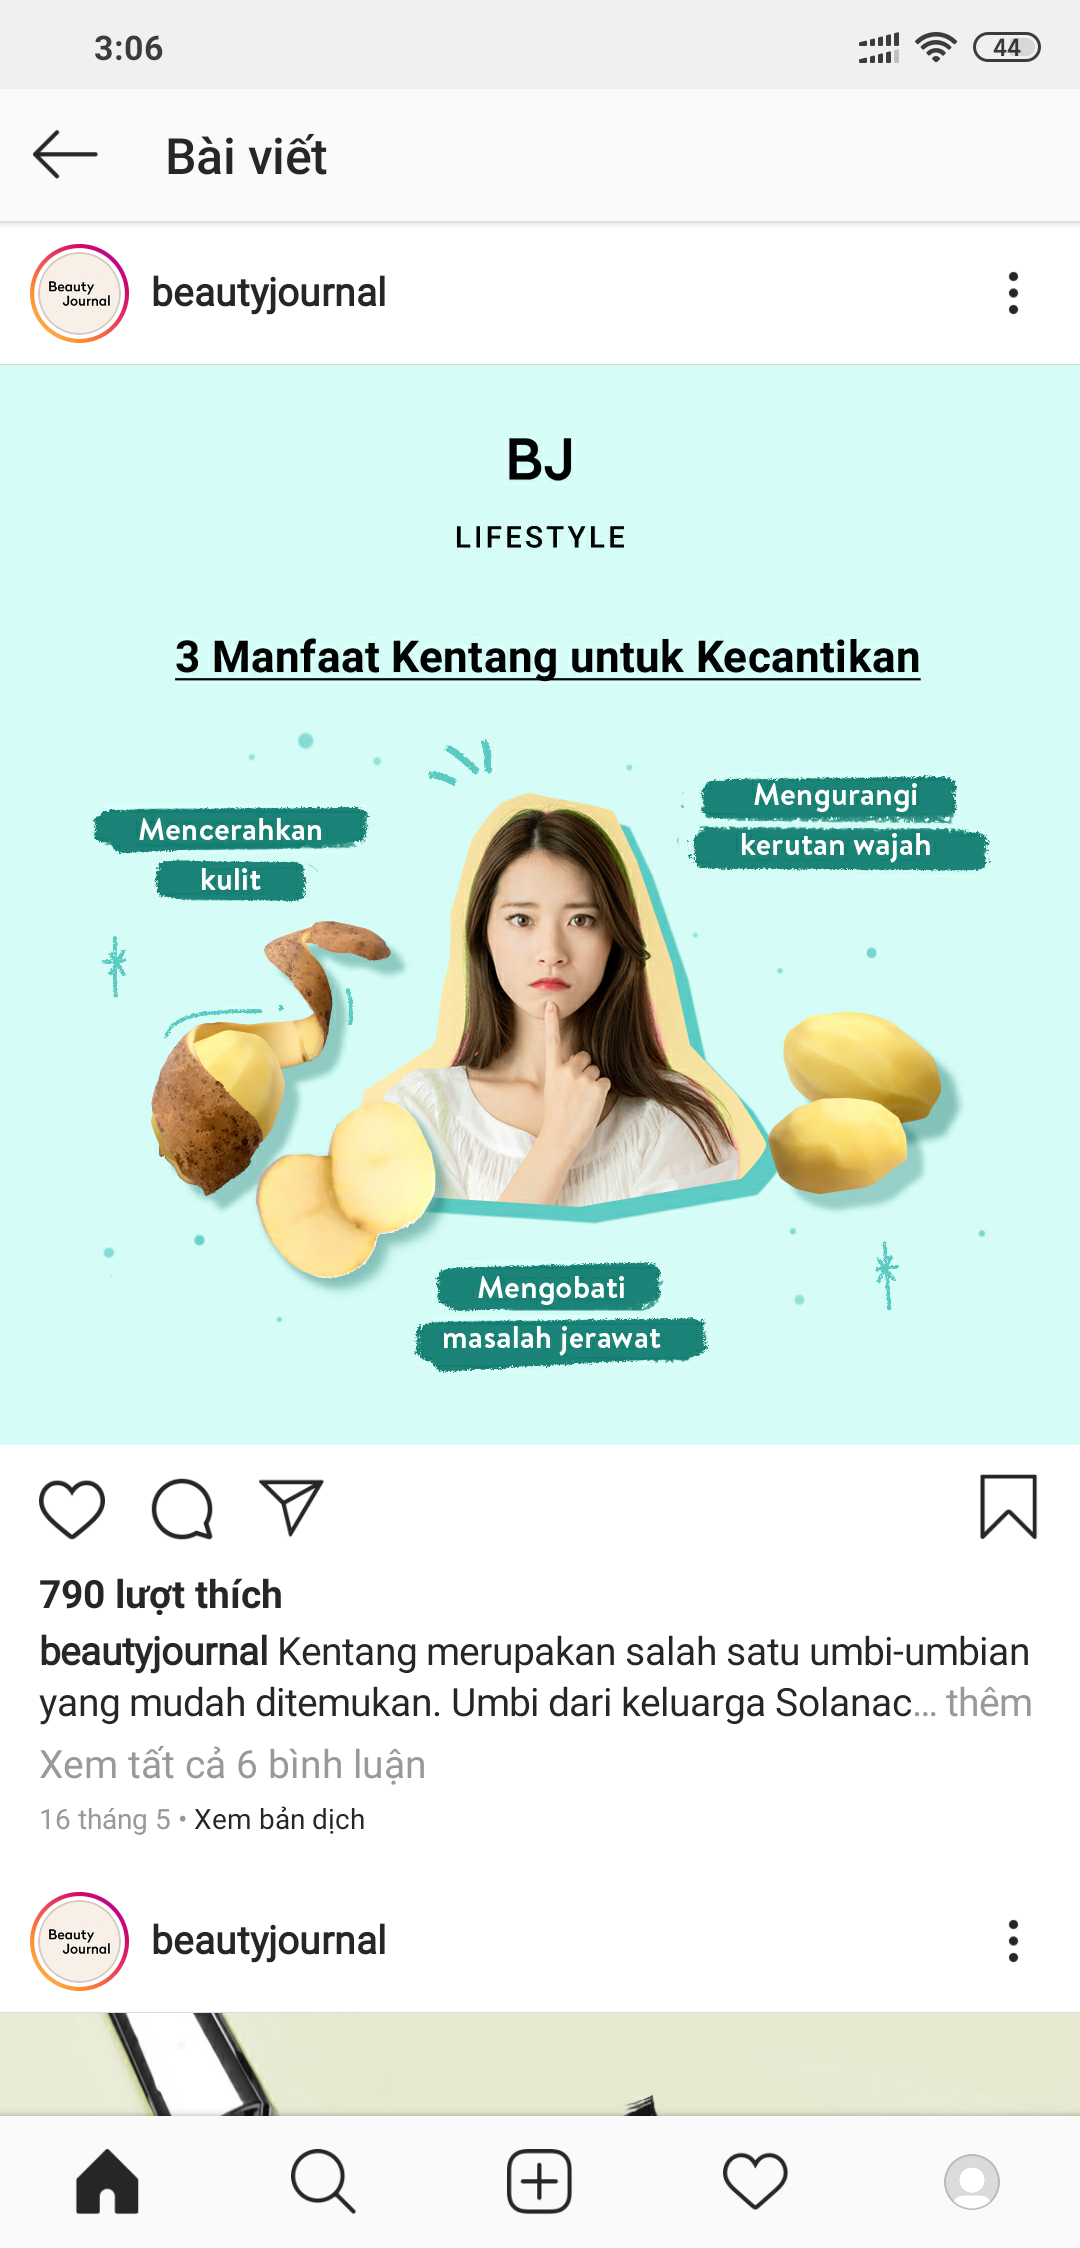 3:06
44
Bài viết
Beauty
Journal
beautyjournal
BJ
LIFESTYLE
3 Manfaat Kentang untuk Kecantikan
Mencerahkan
kulit
Mengurangi
kerutan wajah
Mengobati
masalah jerawat
790 lượt thích
beautyjournal Kentang merupakan salah satu umbi-umbian
yang mudah ditemukan. Umbi dari keluarga Solanac... thêm
Xem tất cả 6 bình luận
16 tháng 5 • Xem bản dịch
Beauty
Journal
beautyjournal